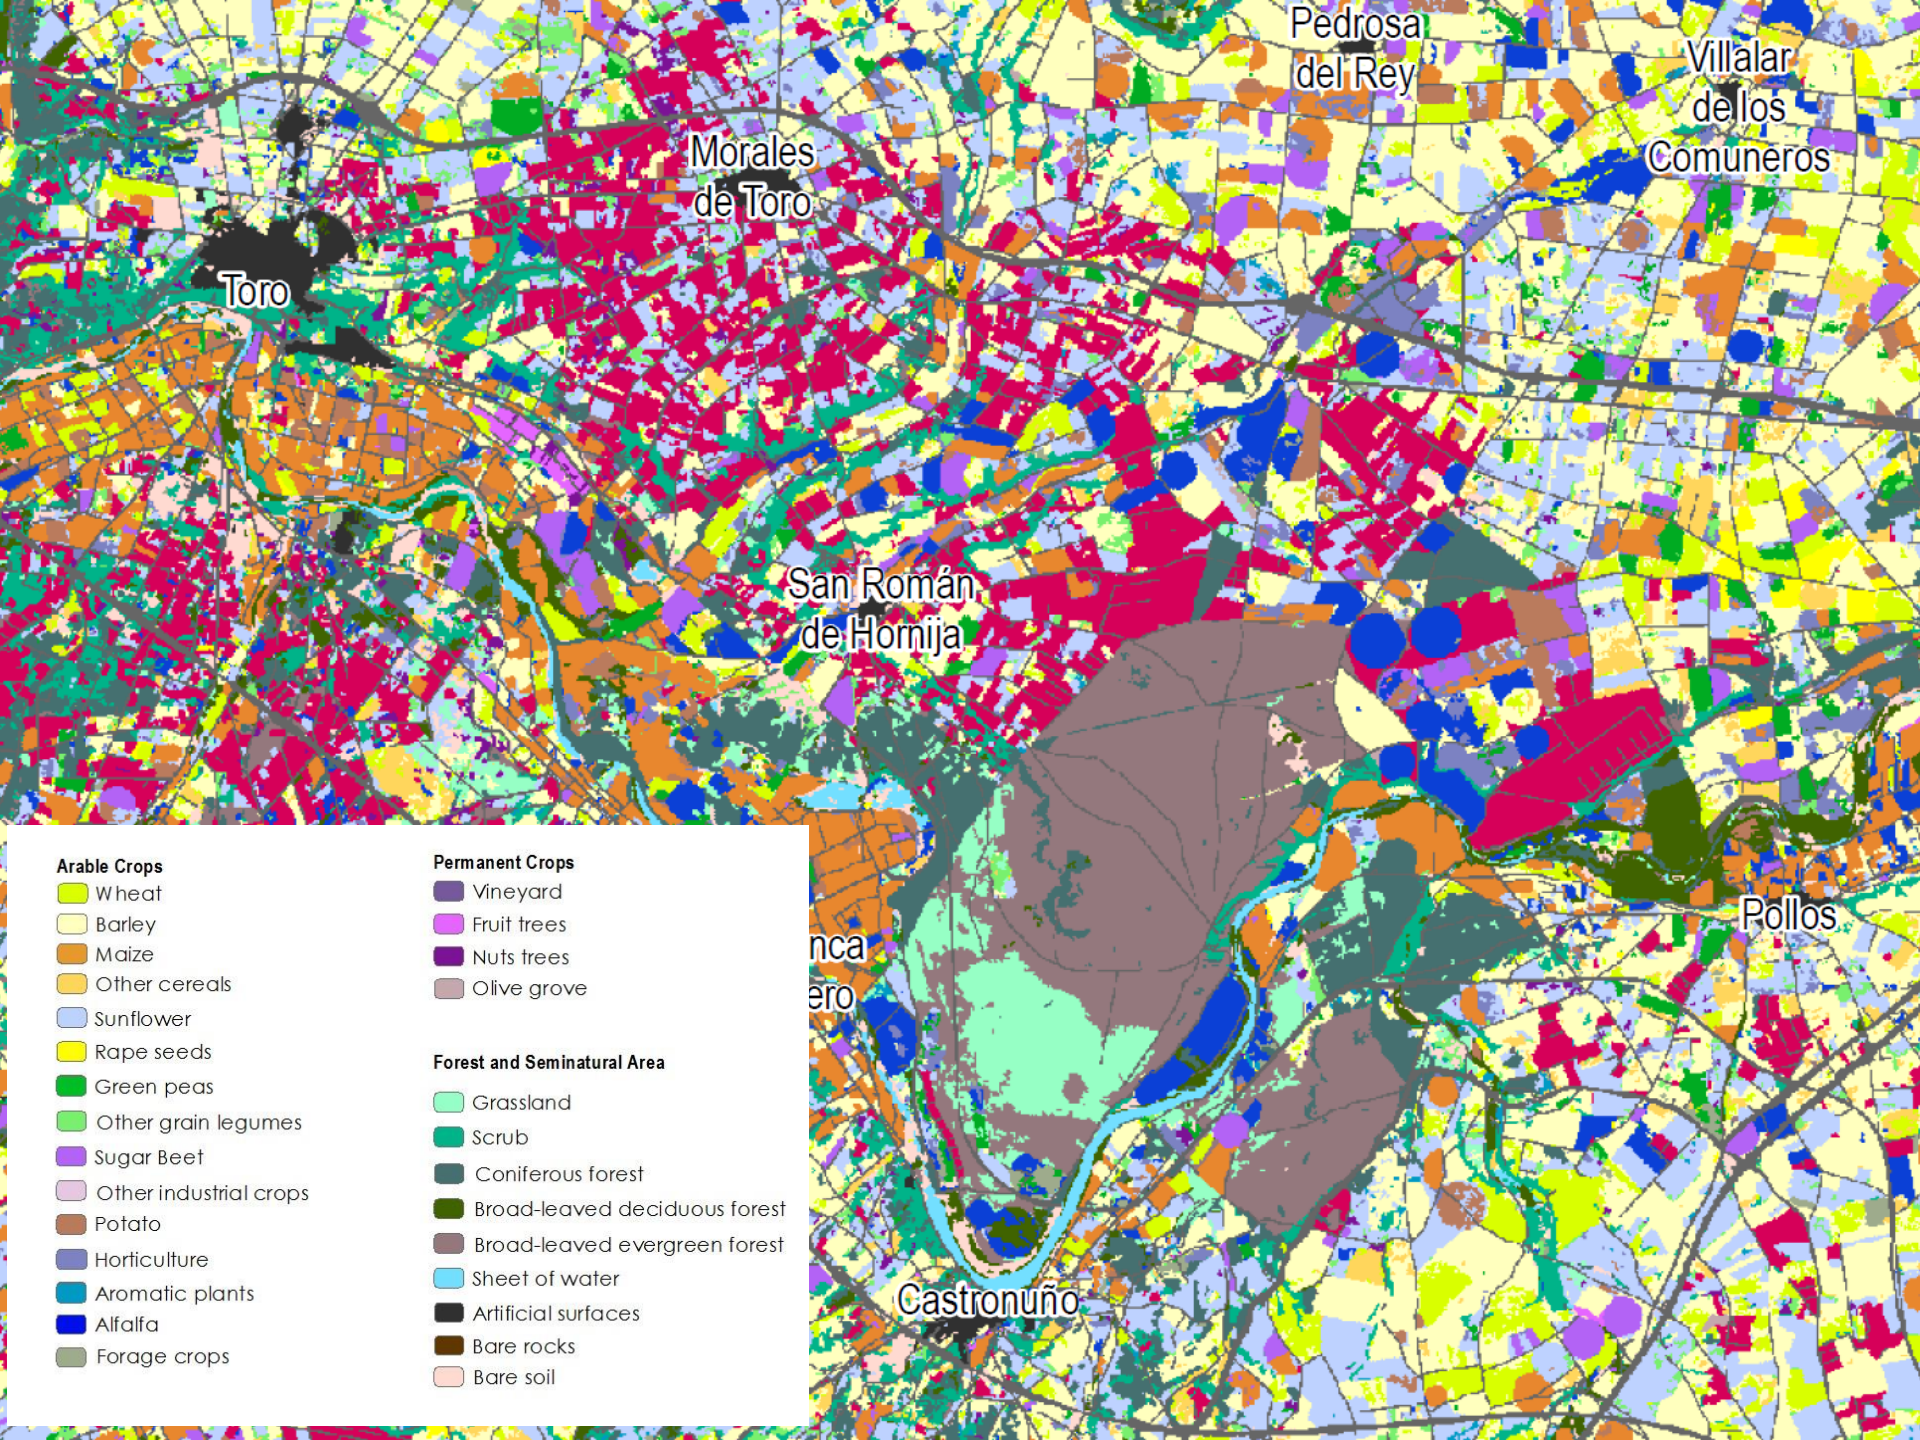 Pedrosa
del Rey
Villalar
de los
Comuneros
Morales
de Toro
Toro
San Román
de Hornija
Pollos
nca
ero
Castronuño
Arable Crops
Wheat
Barley
Maize
Other cereals
Sunflower
Rape seeds
Green peas
Other grain legumes
Sugar Beet
Other industrial crops
Potato
Horticulture
Aromatic plants
Alfalfa
Forage crops
Permanent Crops
Vineyard
Fruit trees
Nuts trees
Olive grove
Forest and Seminatural Area
Grassland
Scrub
Coniferous forest
Broad-leaved deciduous forest
Broad-leaved evergreen forest
Sheet of water
Artificial surfaces
Bare rocks
Bare soil